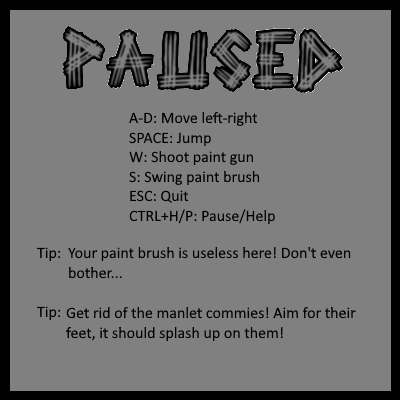 PAUSED
A-D: Move left-right
SPACE: Jump
W: Shoot paint gun
S: Swing paint brush
ESC: Quit
CTRL+H/P: Pause/Help
Tip: Your paint brush is useless here! Don't even
bother...
Tip: Get rid of the manlet commies! Aim for their
feet, it should splash up on them!